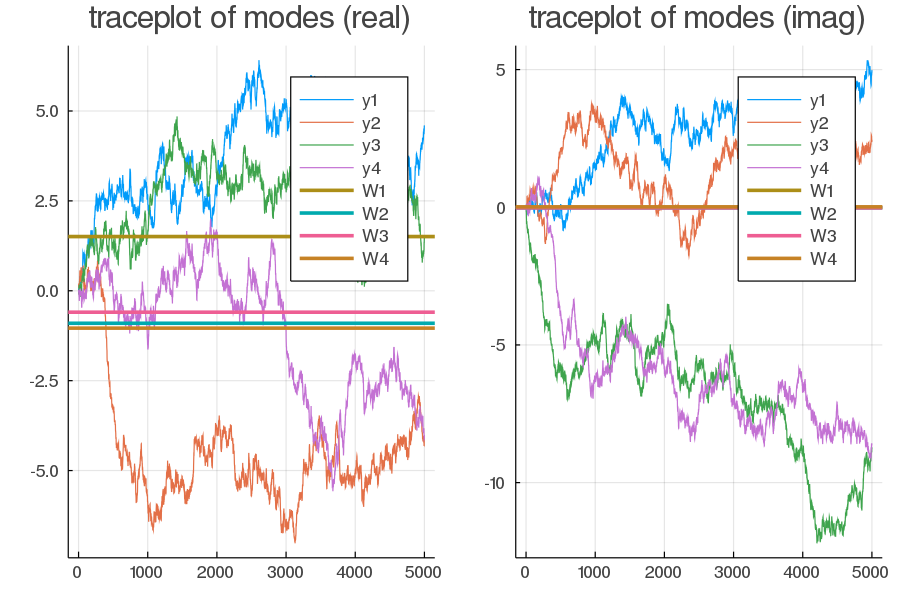 traceplot of modes (real)
5.0
2.5
0.0
-2.5
-5.0
0 1000 2000 3000 4000 5000
y1
y2
y3
y4
W1
W2
W3
W4
traceplot of modes (imag)
5
0
-5
-10
0 1000 2000 3000 4000 5000
y1
y2
y3
y4
W1
W2
W3
W4